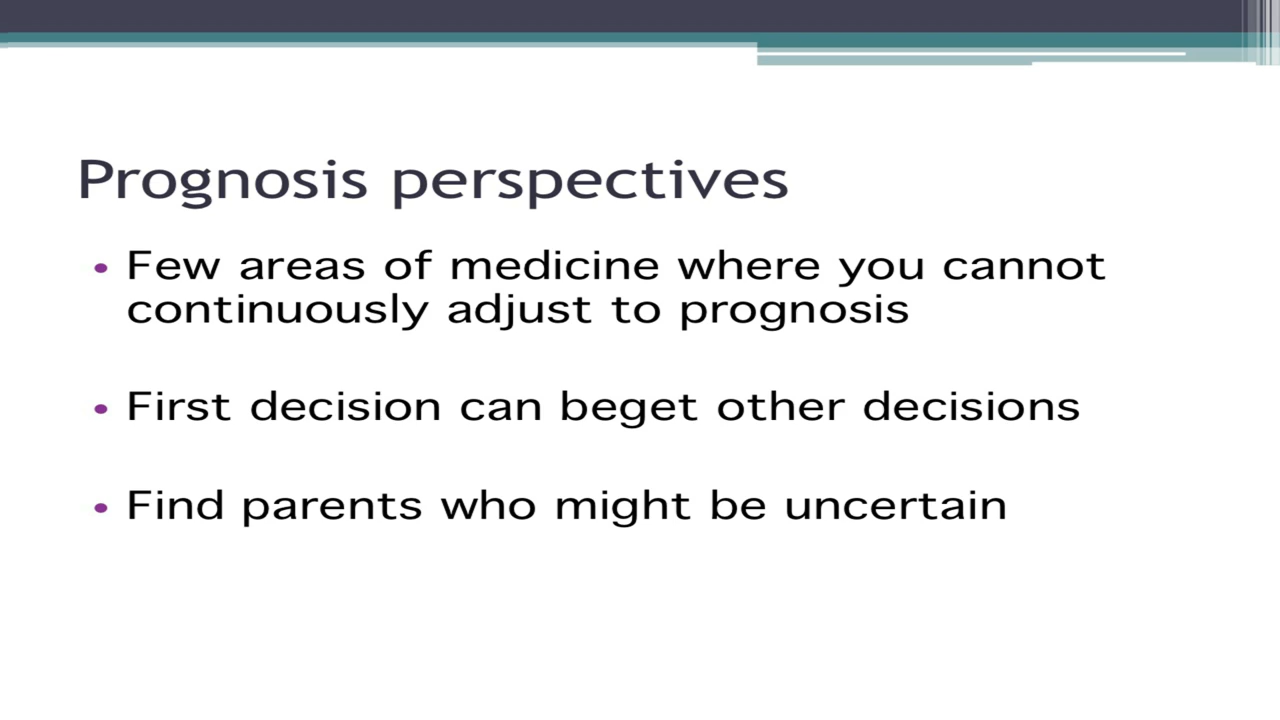 Prognosis perspectives
• Few areas of medicine where you cannot
continuously adjust to prognosis
• First decision can beget other decisions
• Find parents who might be uncertain